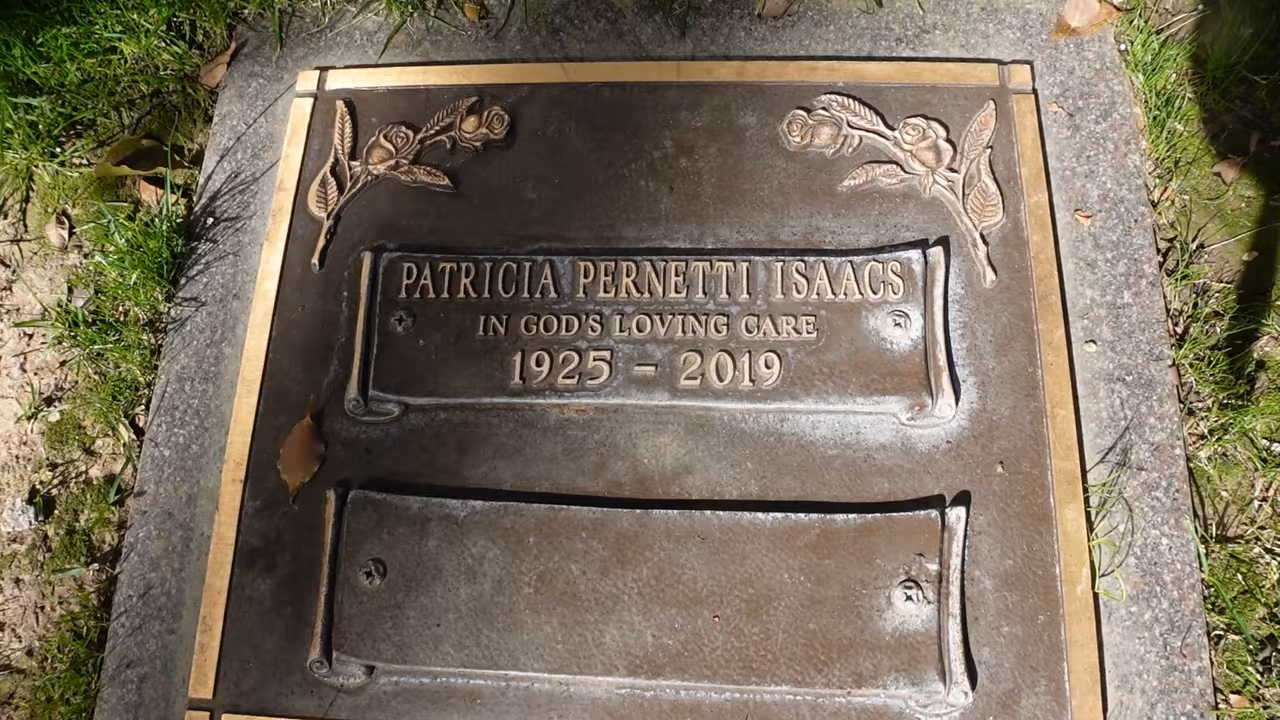 PATRICIA PERNETTI ISAACS
IN GOD'S LOVING CARE
1925 – 2019